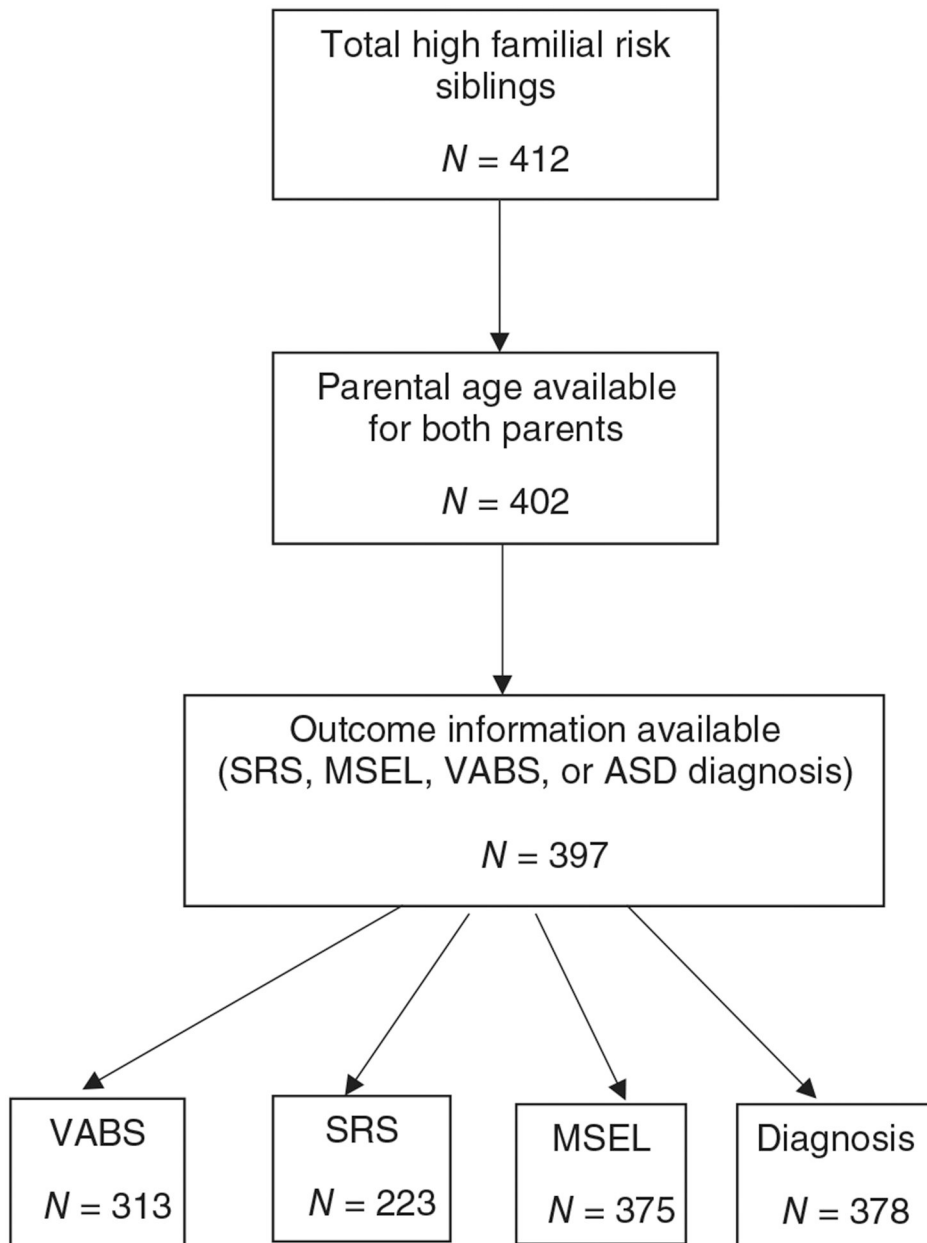 Total high familial risk
siblings
N = 412
Parental age available
for both parents
N = 402
Outcome information available
(SRS, MSEL, VABS, or ASD diagnosis)
N = 397
VABS
N = 313
SRS
N = 223
MSEL
N = 375
Diagnosis
N = 378